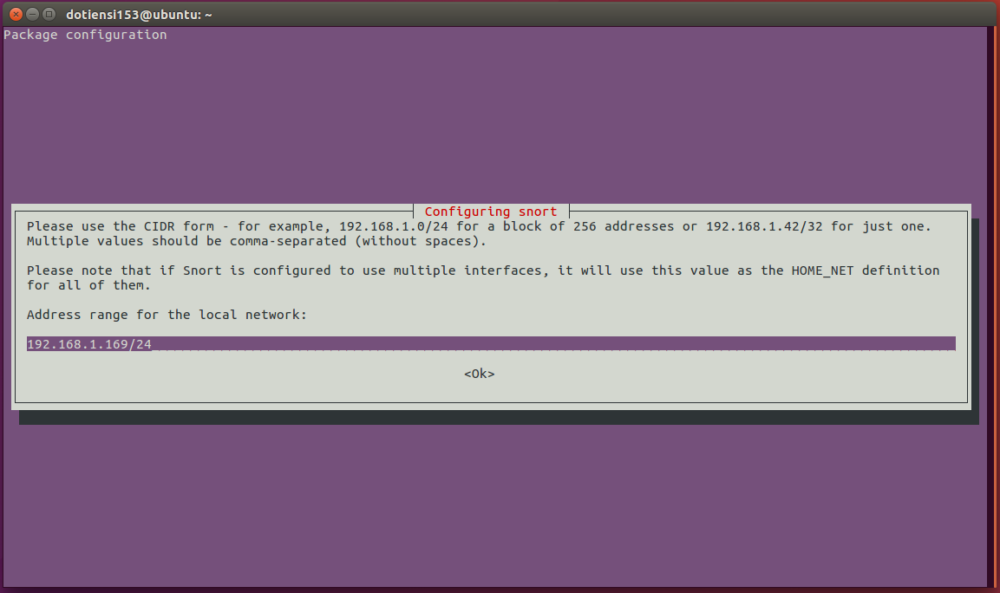 dotiensi153@ubuntu: ~
Package configuration
Configuring snort
Please use the CIDR form - for example, 192.168.1.0/24 for a block of 256 addresses or 192.168.1.42/32 for just one.
Multiple values should be comma-separated (without spaces).
Please note that if Snort is configured to use multiple interfaces, it will use this value as the HOME_NET definition
for all of them.
Address range for the local network:
192.168.1.169/24
<Ok>